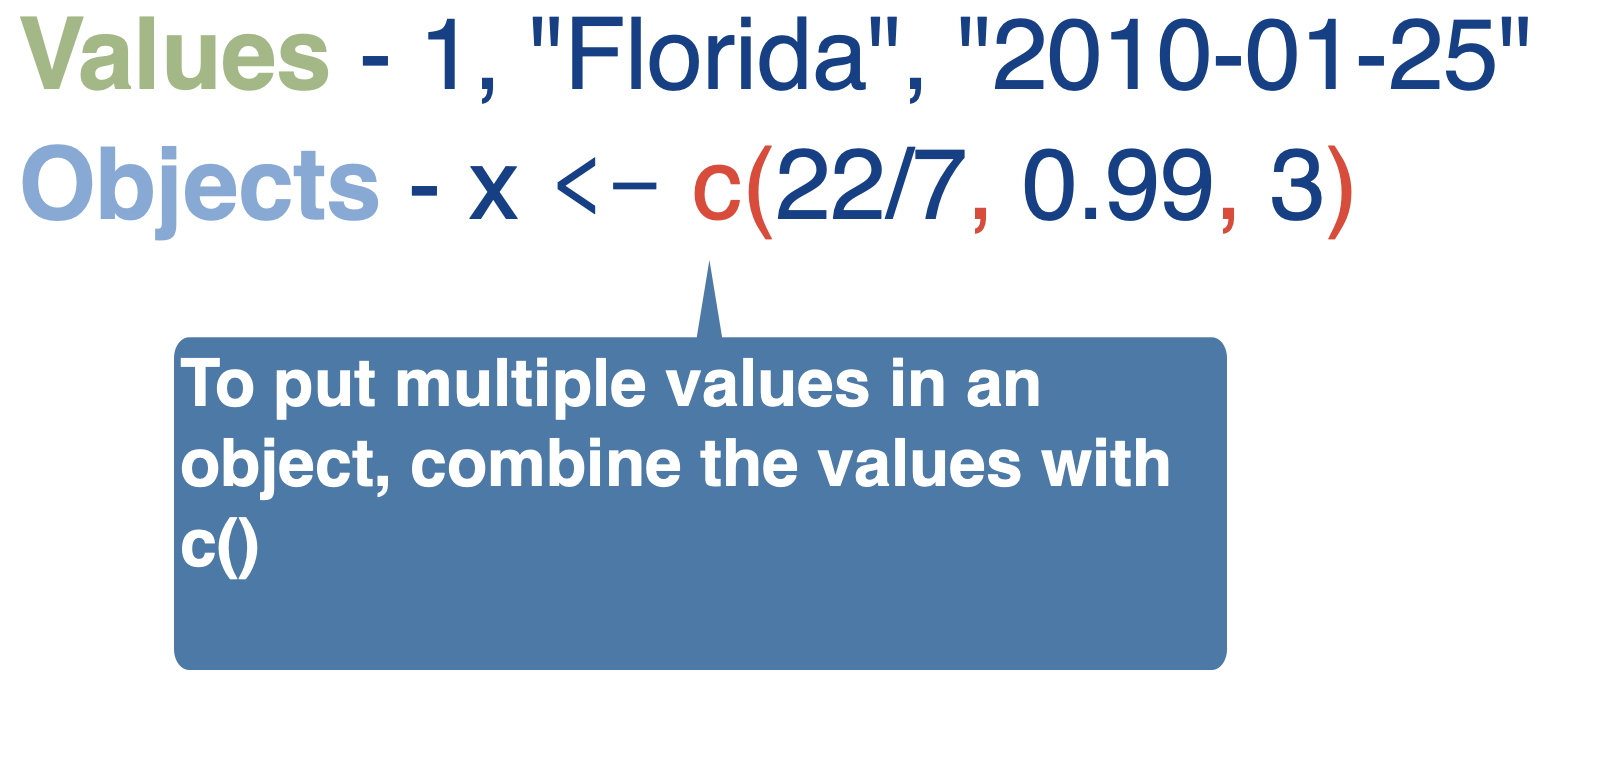 Values - 1, "Florida", "2010-01-25"
Objects - x <- c(22/7, 0.99, 3)
To put multiple values in an
object, combine the values with
c()